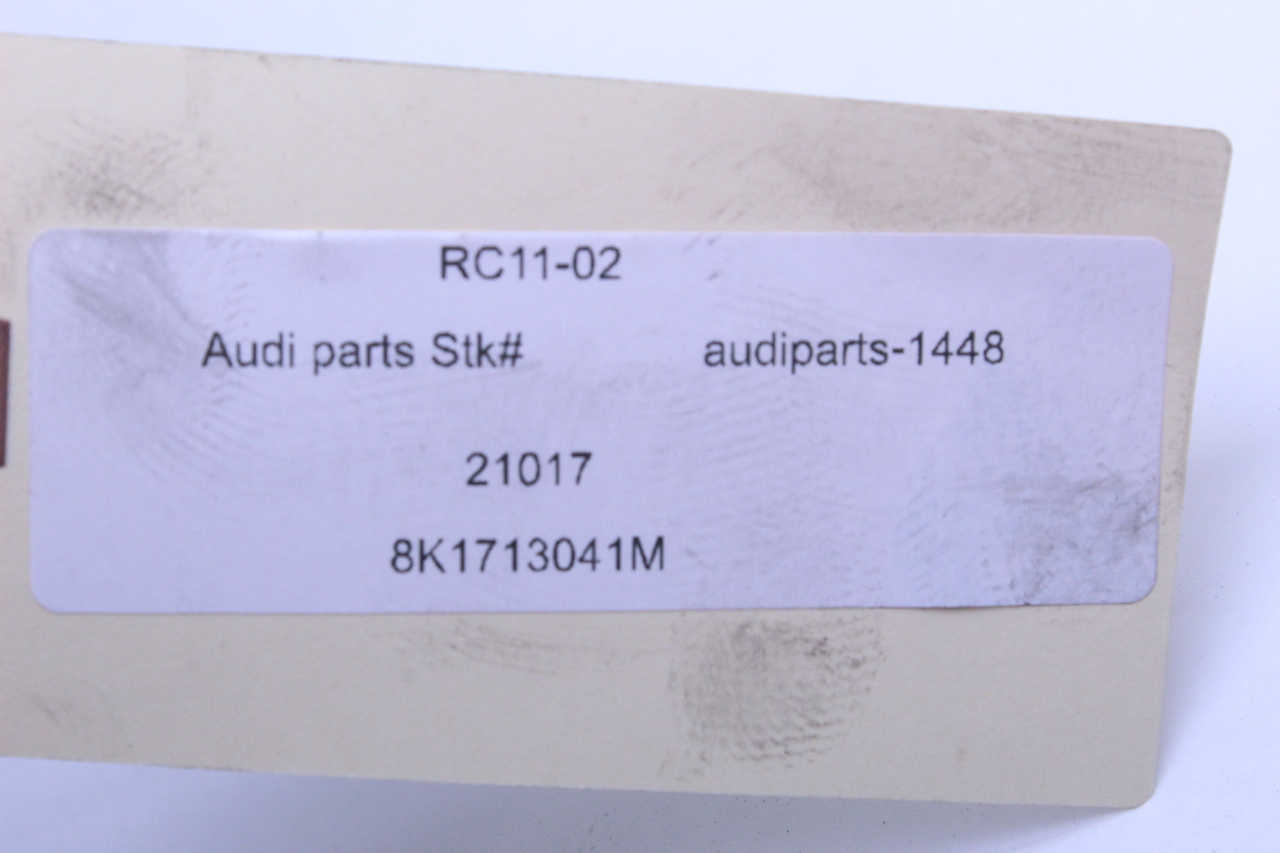 RC11-02
Audi parts Stk# audiparts-1448
21017
8K1713041M